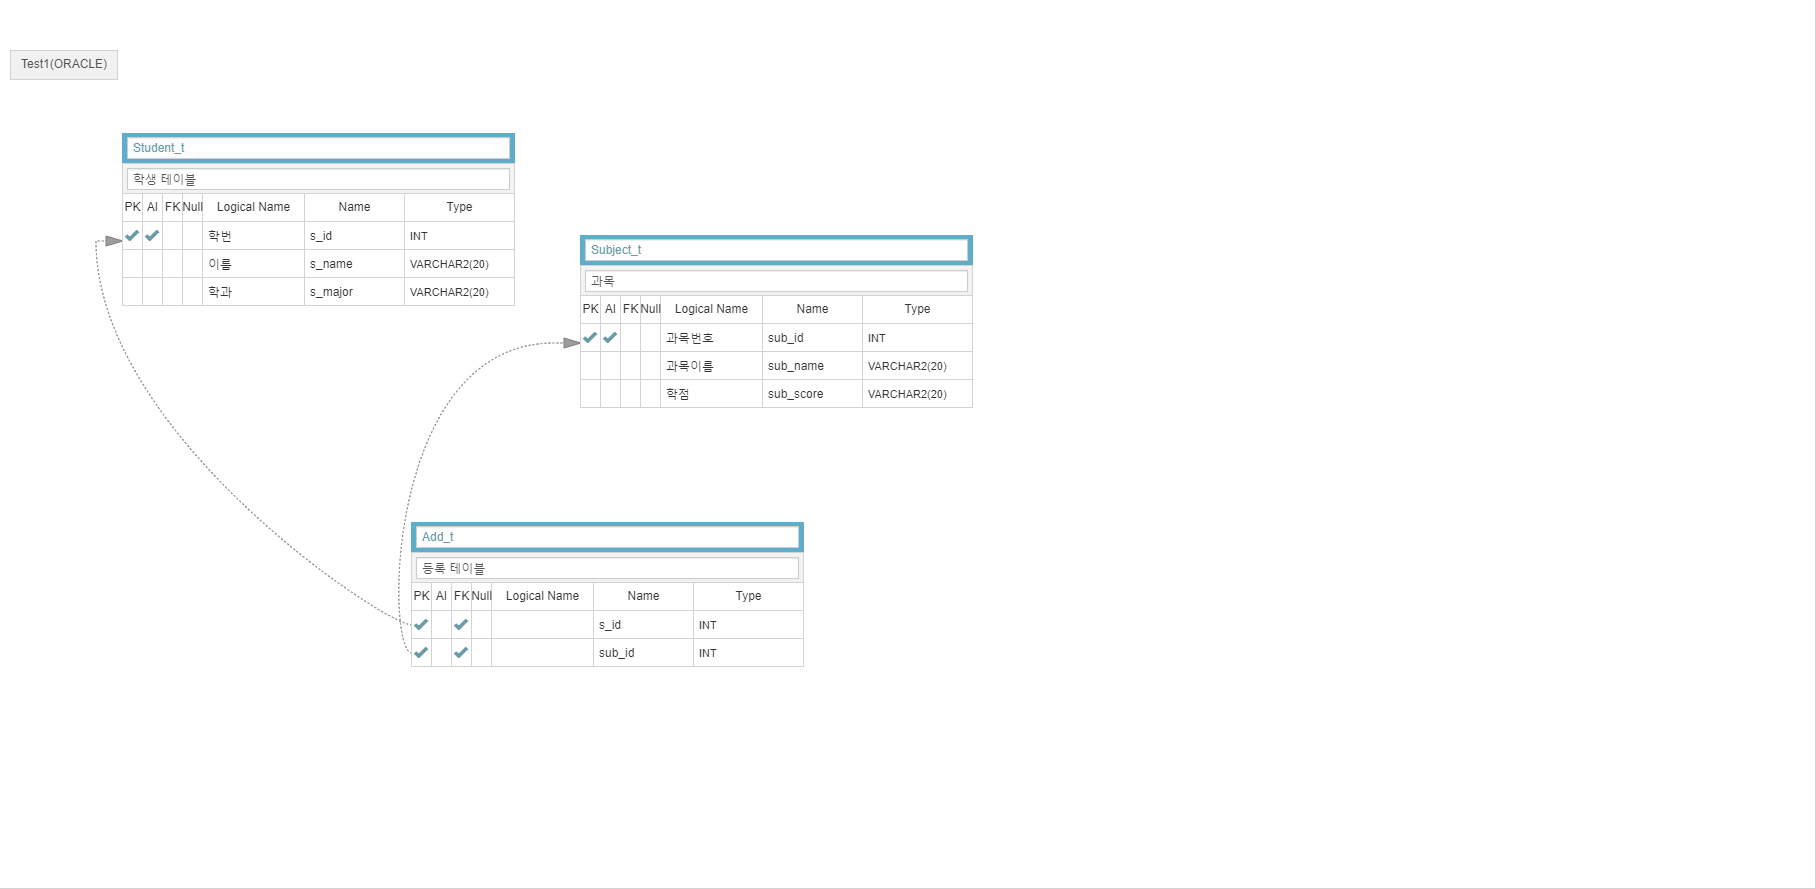 Test1(ORACLE)
Student_t
학생 테이블
PK AI FK Null Logical Name Name Type
학번 s_id INT
이름 s_name VARCHAR2(20)
학과 s_major VARCHAR2(20)
Subject_t
과목
PK AI FK Null Logical Name Name Type
과목번호 sub_id INT
과목이름 sub_name VARCHAR2(20)
학점 sub_score VARCHAR2(20)
Add_t
등록 테이블
PK AI FK Null Logical Name Name Type
s_id INT
sub_id INT